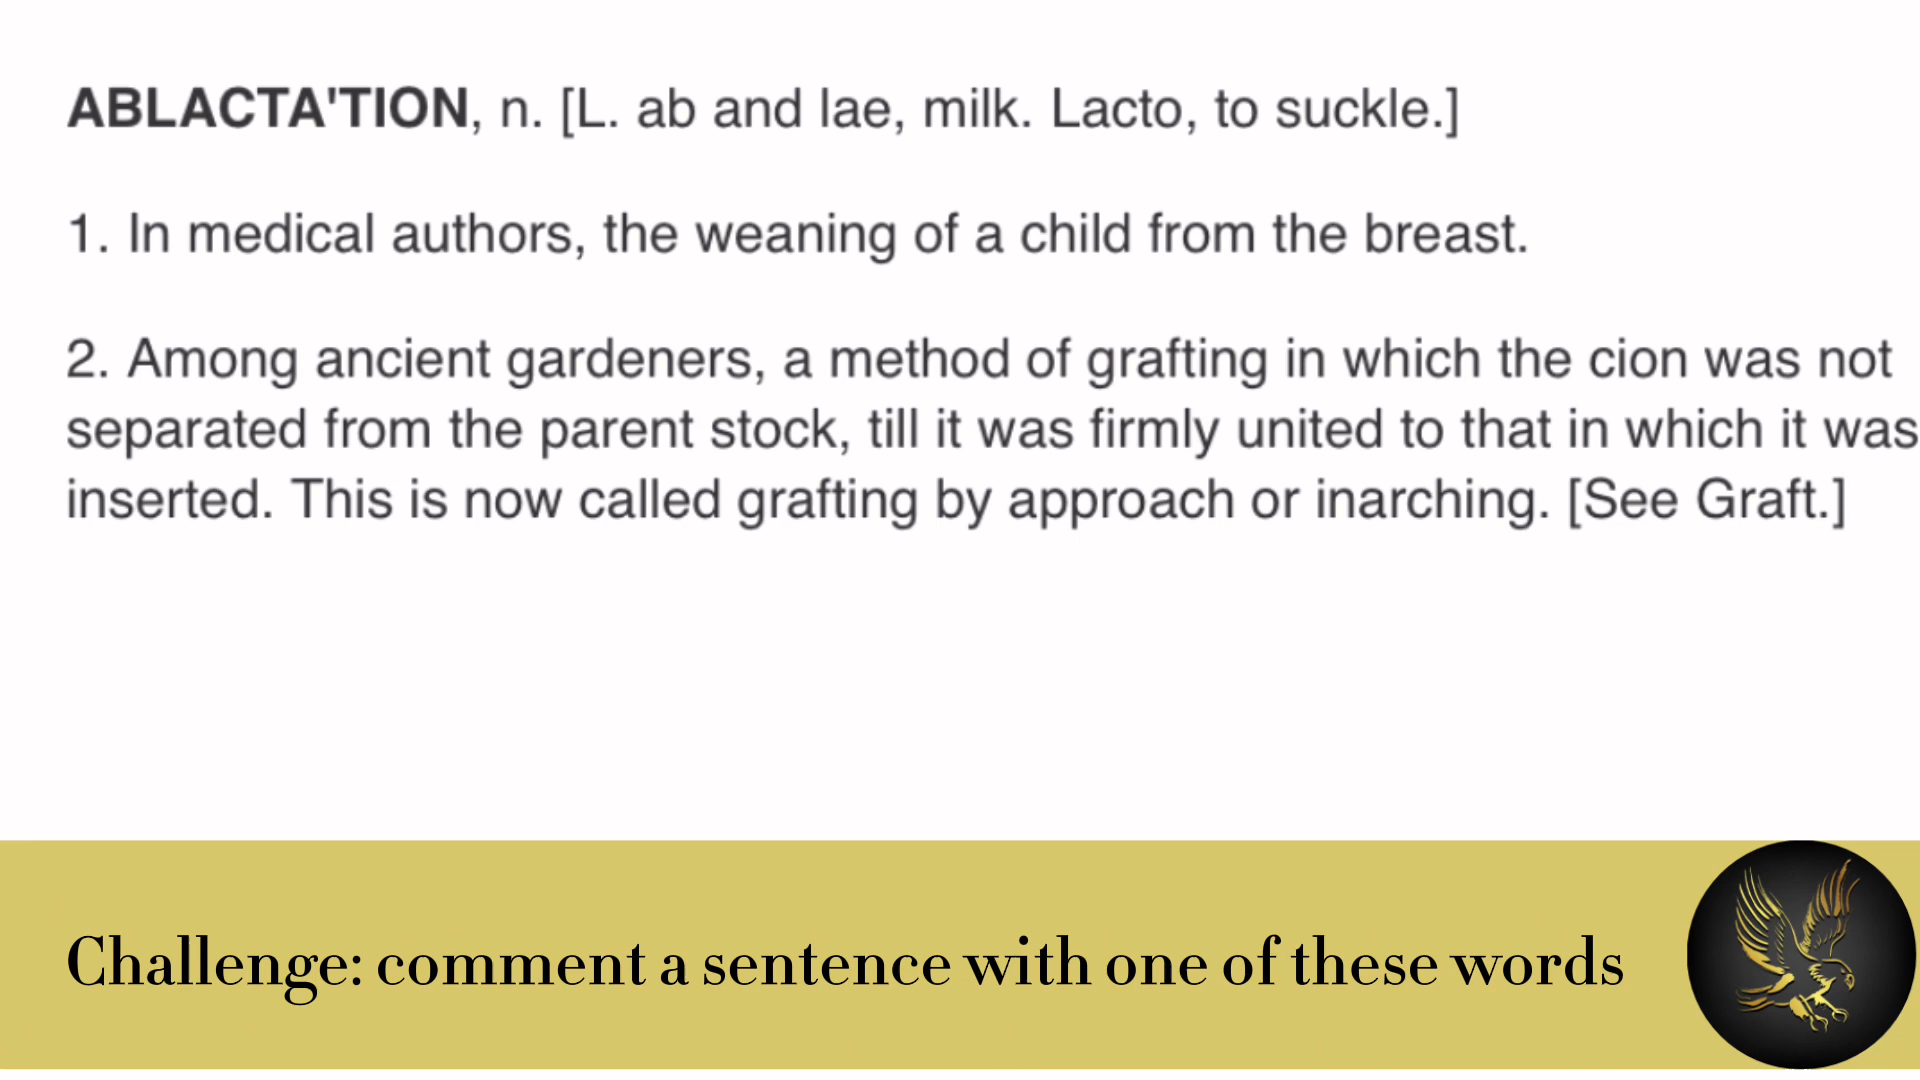 ABLACTA'TION, n. [L. ab and lae, milk. Lacto, to suckle.]
1. In medical authors, the weaning of a child from the breast.
2. Among ancient gardeners, a method of grafting in which the cion was not
separated from the parent stock, till it was firmly united to that in which it was
inserted. This is now called grafting by approach or inarching. [See Graft.]
Challenge: comment a sentence with one of these words